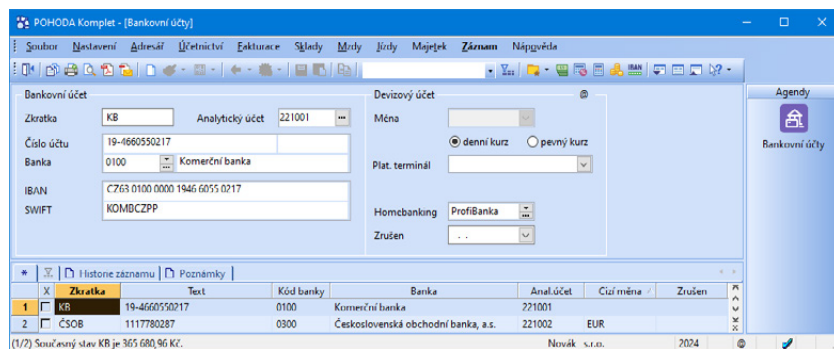 POHODA Komplet - [Bankovní účty]
Soubor Nastavení Adresář Účetnictví Fakturace Sklady Mzdy Jízdy Majetek Záznam Nápověda
IBAN
Bankovní účet Devizový účet @ Agendy
Zkratka KB Analytický účet 221001 Měna
Číslo účtu 19-4660550217 denní kurz pevný kurz Bankovní účty
Banka 0100 Komerční banka Plat. terminál
IBAN CZ63 0100 0000 1946 6055 0217
SWIFT KOMBCZPP Homebanking ProfiBanka
Zrušen . .
* Historie záznamu Poznámky
X Zkratka Text Kód banky Banka Anal.účet Cizí měna Zrušen
1 KB 19-4660550217 0100 Komerční banka 221001
2 ČSOB 1117780287 0300 Československá obchodní banka, a.s. 221002 EUR
(1/2) Současný stav KB je 365 680,96 Kč. Novák s.r.o. 2024 @